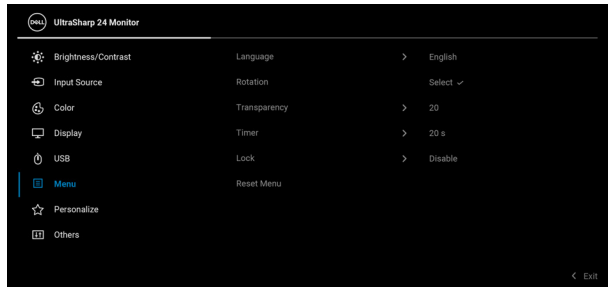 DELL UltraSharp 24 Monitor
Brightness/Contrast Language > English
Input Source Rotation Select ✓
Color Transparency > 20
Display Timer > 20 s
USB Lock > Disable
Menu Reset Menu
Personalize
Others
< Exit